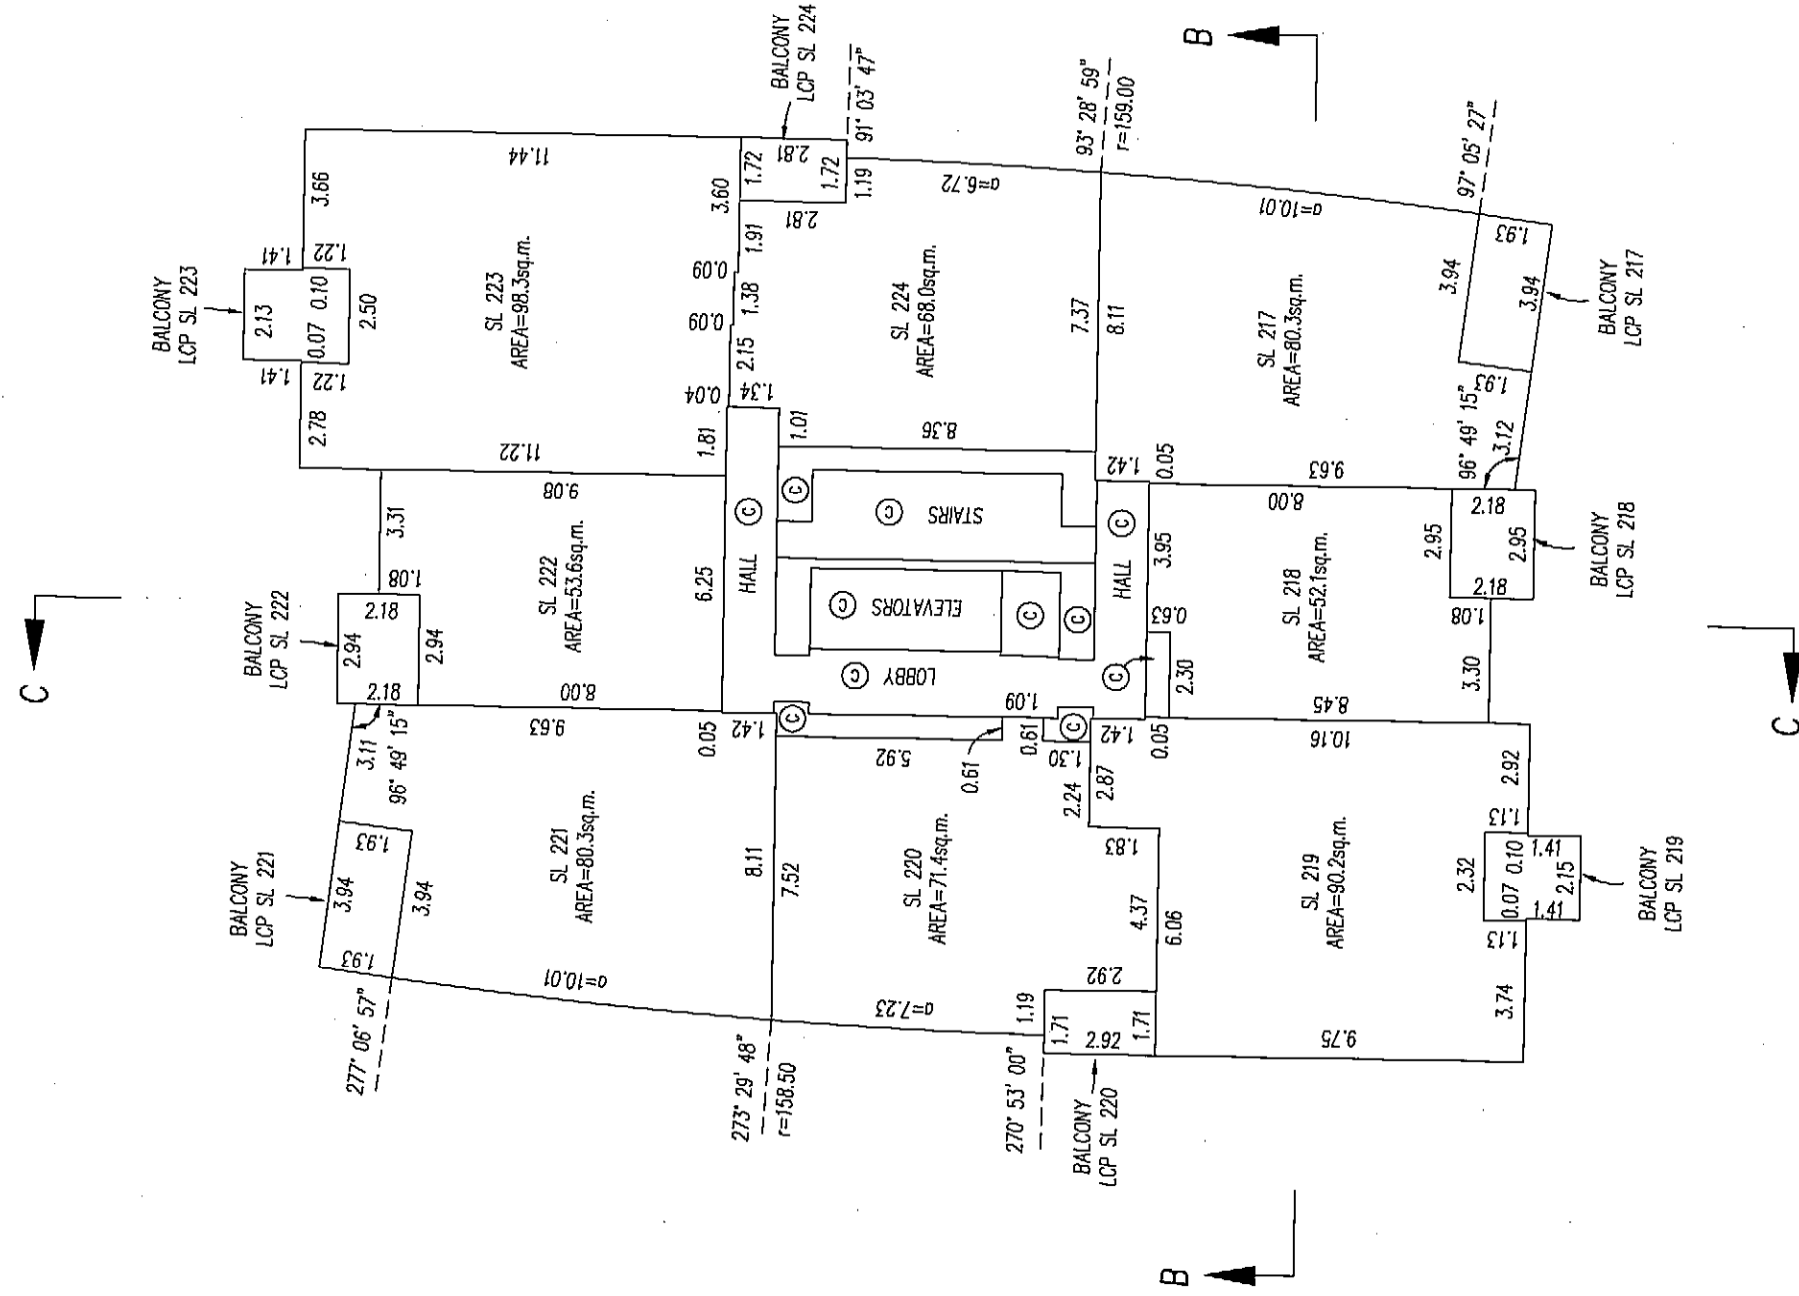 C
BALCONY
LCP SL 223
1.41
2.13
1.41
3.66
1.22
0.07 0.10
1.22
2.50
2.78
11.44
SL 223
AREA=98.3sq.m.
11.22
BALCONY
LCP SL 224
1.72
2.81
1.72
3.60
2.81
1.19
91° 03' 47"
1.91
0.09
1.38
0.09
2.15
0.04
1.34
1.81
1.01
a=6.72
SL 224
AREA=68.0sq.m.
8.36
7.37
93° 28' 59"
r=159.00
B
8.11
a=10.01
SL 217
AREA=80.3sq.m.
1.42
0.05
9.63
97° 05' 27"
1.93
3.94
3.94
1.93
BALCONY
LCP SL 217
96° 49' 15"
3.12
BALCONY
LCP SL 222
2.18
2.94
2.94
2.18
1.08
3.31
9.08
SL 222
AREA=53.6sq.m.
8.00
6.25
HALL
C
C
STAIRS
C
ELEVATORS
C
C
C
LOBBY
C
HALL
C
C
C
C
3.95
0.63
2.30
8.00
SL 218
AREA=52.1sq.m.
8.45
2.95
2.18
2.95
2.18
1.08
3.30
BALCONY
LCP SL 218
C
BALCONY
LCP SL 221
3.94
1.93
3.94
1.93
3.11
96° 49' 15"
9.63
0.05
1.42
SL 221
AREA=80.3sq.m.
277° 06' 57"
a=10.01
8.11
273° 29' 48"
r=158.50
7.52
SL 220
AREA=71.4sq.m.
5.92
0.61
1.09
0.61
1.30
1.42
0.05
2.24
2.87
1.83
4.37
6.06
2.92
a=7.23
270° 53' 00"
1.19
1.71
2.92
1.71
BALCONY
LCP SL 220
10.16
SL 219
AREA=90.2sq.m.
9.75
2.92
1.13
2.32
0.07 0.10
1.41
2.15
1.41
1.13
3.74
BALCONY
LCP SL 219
B